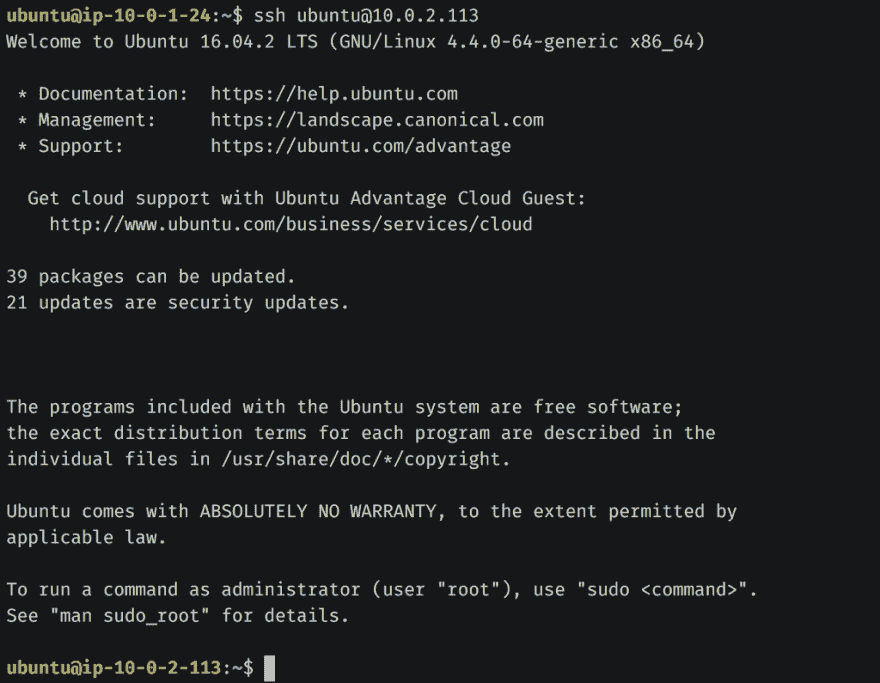 ubuntu@ip-10-0-1-24:~$ ssh ubuntu@10.0.2.113
Welcome to Ubuntu 16.04.2 LTS (GNU/Linux 4.4.0-64-generic x86_64)
* Documentation:  https://help.ubuntu.com
* Management:     https://landscape.canonical.com
* Support:        https://ubuntu.com/advantage
Get cloud support with Ubuntu Advantage Cloud Guest:
http://www.ubuntu.com/business/services/cloud
39 packages can be updated.
21 updates are security updates.
The programs included with the Ubuntu system are free software;
the exact distribution terms for each program are described in the
individual files in /usr/share/doc/*/copyright.
Ubuntu comes with ABSOLUTELY NO WARRANTY, to the extent permitted by
applicable law.
To run a command as administrator (user "root"), use "sudo <command>".
See "man sudo_root" for details.
ubuntu@ip-10-0-2-113:~$